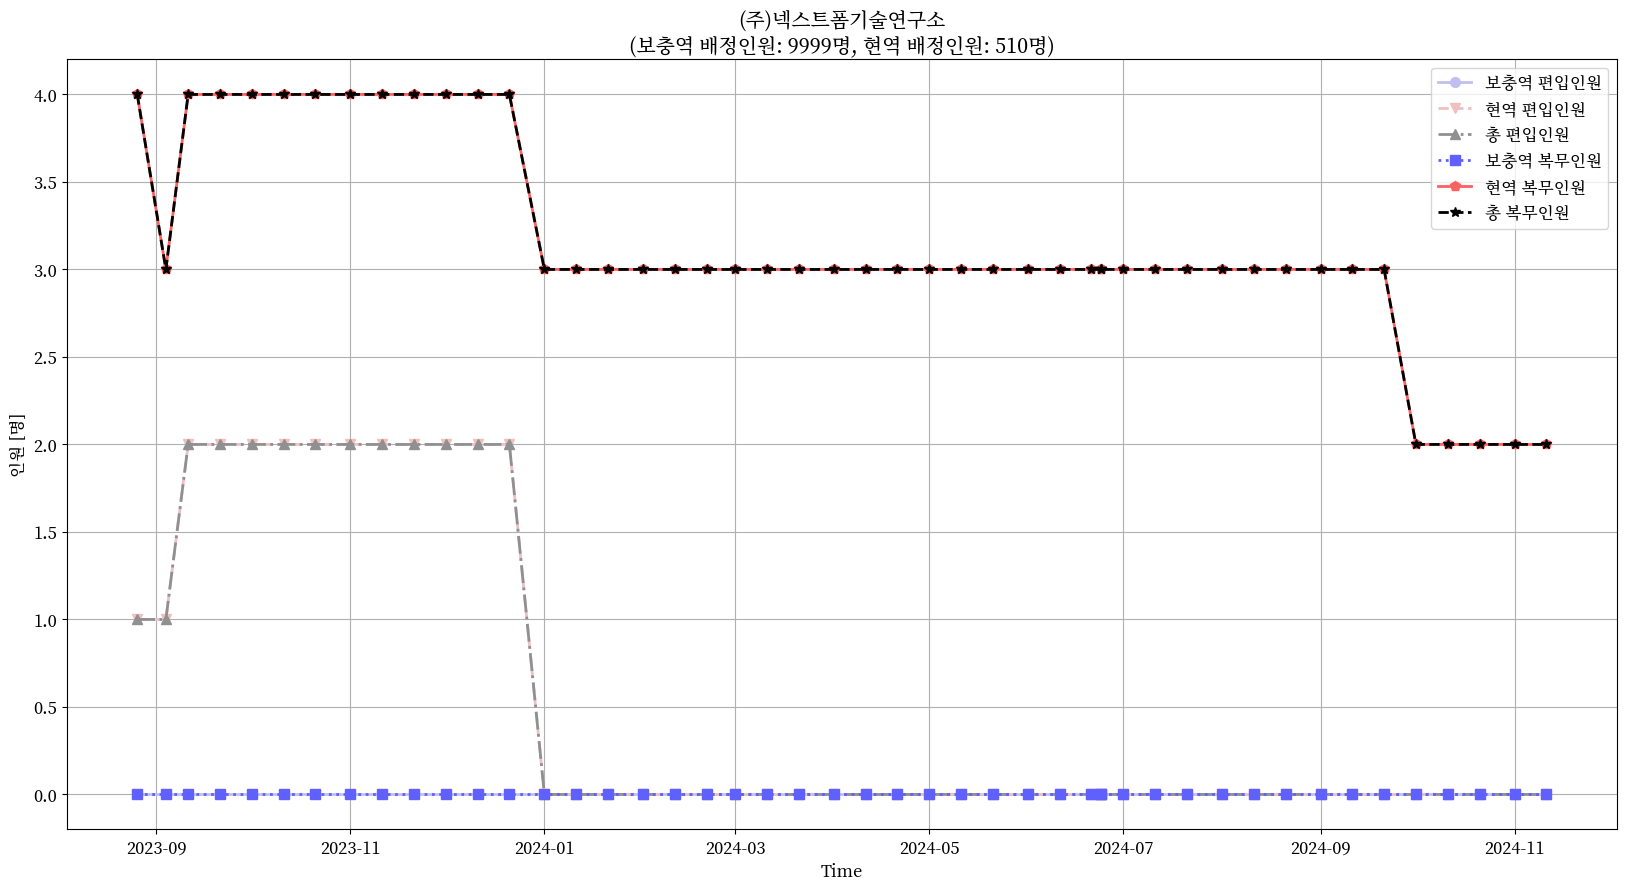 (주)넥스트폼기술연구소
(보충역 배정인원: 9999명, 현역 배정인원: 510명)
보충역 편입인원
현역 편입인원
총 편입인원
보충역 복무인원
현역 복무인원
총 복무인원
4.0
3.5
3.0
2.5
2.0
1.5
1.0
0.5
0.0
인원 [명]
2023-09
2023-11
2024-01
2024-03
2024-05
2024-07
2024-09
2024-11
Time